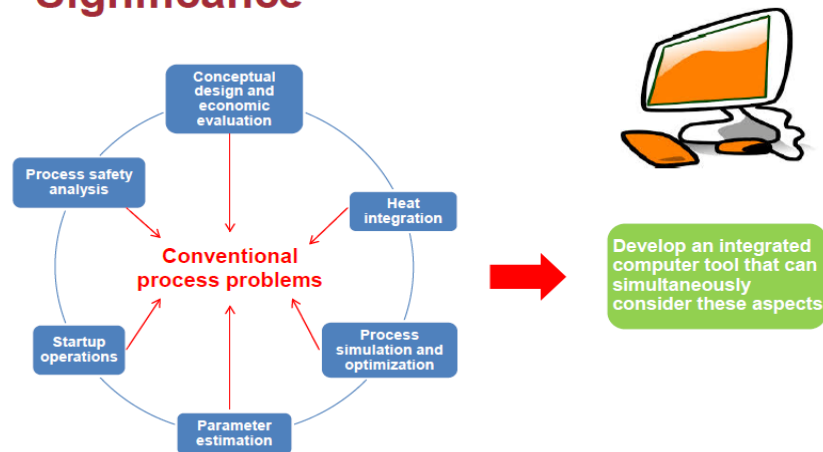 Significance
Conceptual
design and
economic
evaluation
Process safety
analysis
Heat
integration
Conventional
process problems
Startup
operations
Process
simulation and
optimization
Parameter
estimation
Develop an integrated
computer tool that can
simultaneously
consider these aspects